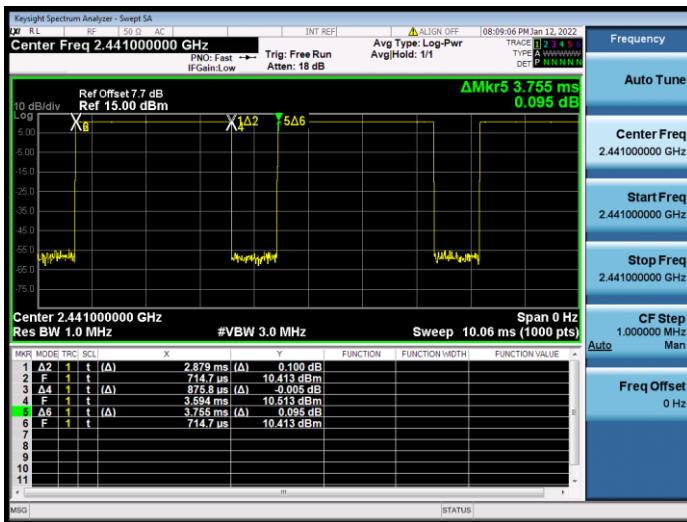 Keysight Spectrum Analyzer - Swept SA
RL RF 50 Ω AC INT REF ALIGN OFF 08:09:06 PM Jan 12, 2022
Center Freq 2.441000000 GHz
PNO: Fast Trig: Free Run
IFGain:Low Atten: 18 dB
Avg Type: Log-Pwr
Avg|Hold: 1/1
TRACE 1 2 3 4 5 6
TYPE A WWWWW
DET P N N N N N
Frequency
Auto Tune
Center Freq
2.441000000 GHz
Start Freq
2.441000000 GHz
Stop Freq
2.441000000 GHz
CF Step
1.000000 MHz
Auto Man
Freq Offset
0 Hz
ΔMkr5 3.755 ms
0.095 dB
Ref Offset 7.7 dB
10 dB/div Ref 15.00 dBm
Log
1Δ2
4
5Δ6
5.00
-5.00
-15.0
-25.0
-35.0
-45.0
-55.0
-65.0
-75.0
Center 2.441000000 GHz Span 0 Hz
Res BW 1.0 MHz #VBW 3.0 MHz Sweep 10.06 ms (1000 pts)
MKR MODE TRC SCL X Y FUNCTION FUNCTION WIDTH FUNCTION VALUE
1 Δ2 1 t (Δ) 2.879 ms (Δ) 0.100 dB
2 F 1 t 714.7 µs 10.413 dBm
3 Δ4 1 t (Δ) 875.8 µs (Δ) -0.005 dB
4 F 1 t 3.594 ms 10.513 dBm
5 Δ6 1 t (Δ) 3.755 ms (Δ) 0.095 dB
6 F 1 t 714.7 µs 10.413 dBm
7
8
9
10
11
MSG STATUS